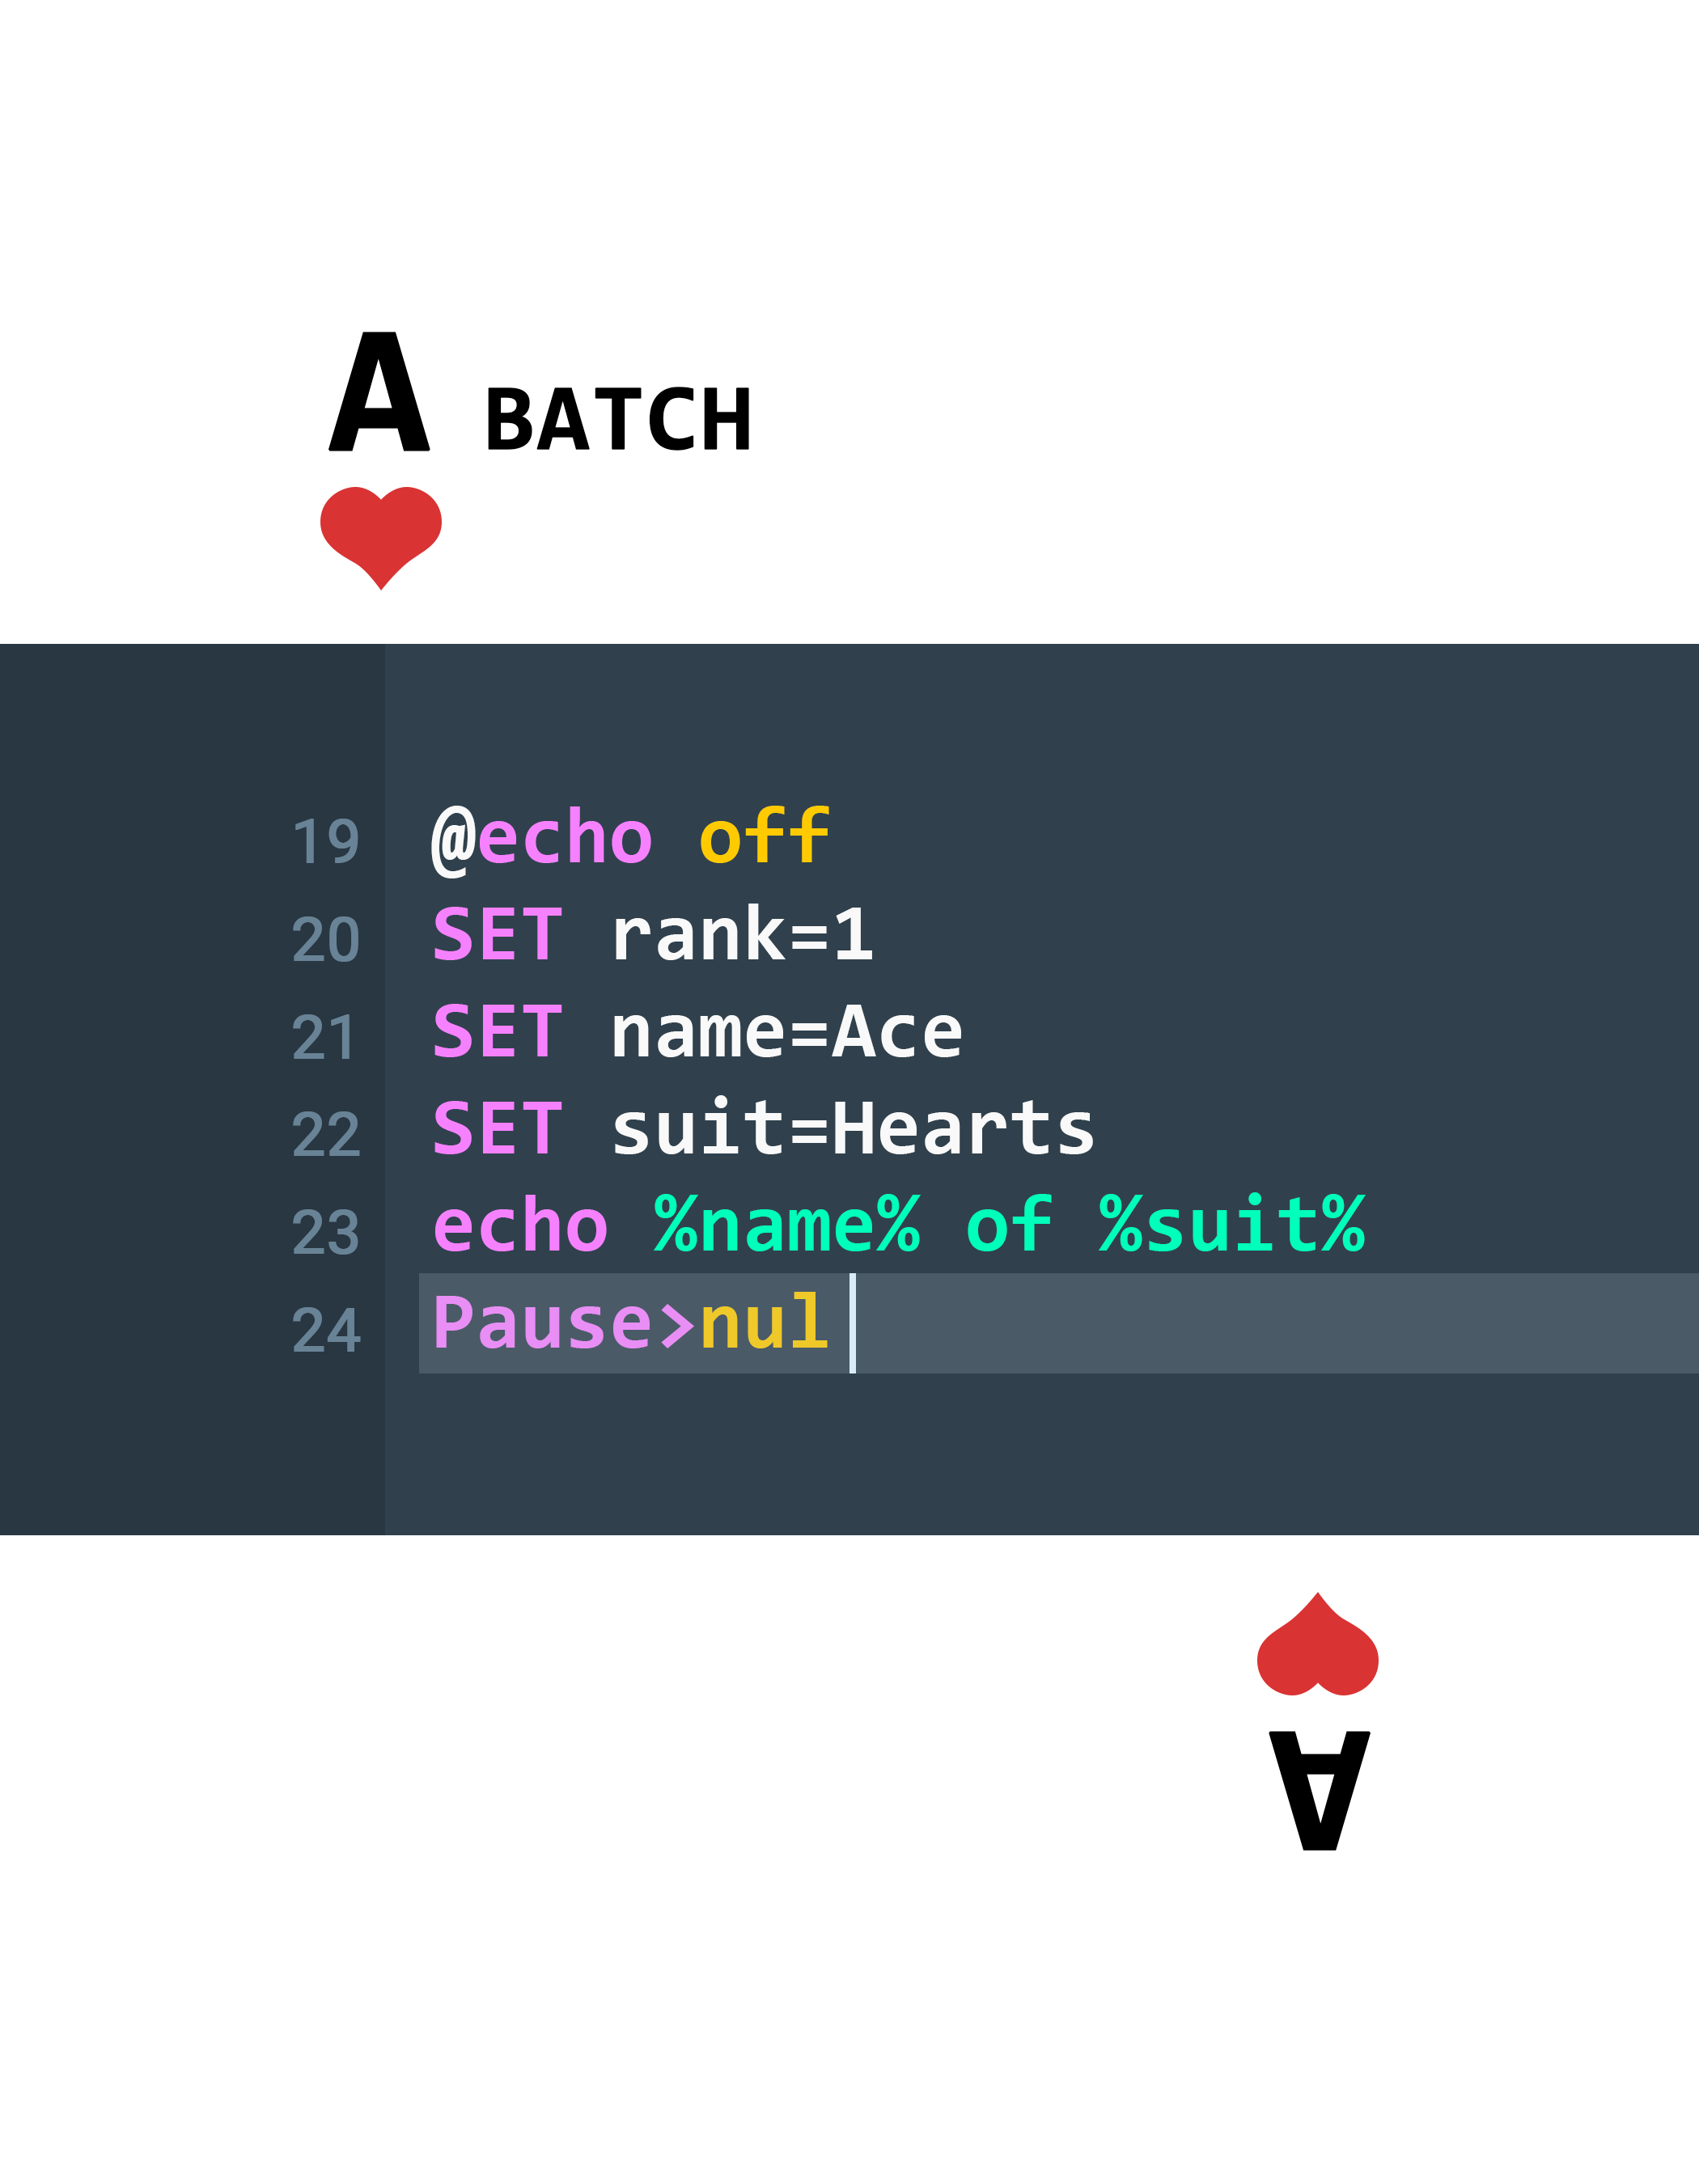 A BATCH
19 @echo off
20 SET rank=1
21 SET name=Ace
22 SET suit=Hearts
23 echo %name% of %suit%
24 Pause>nul
A